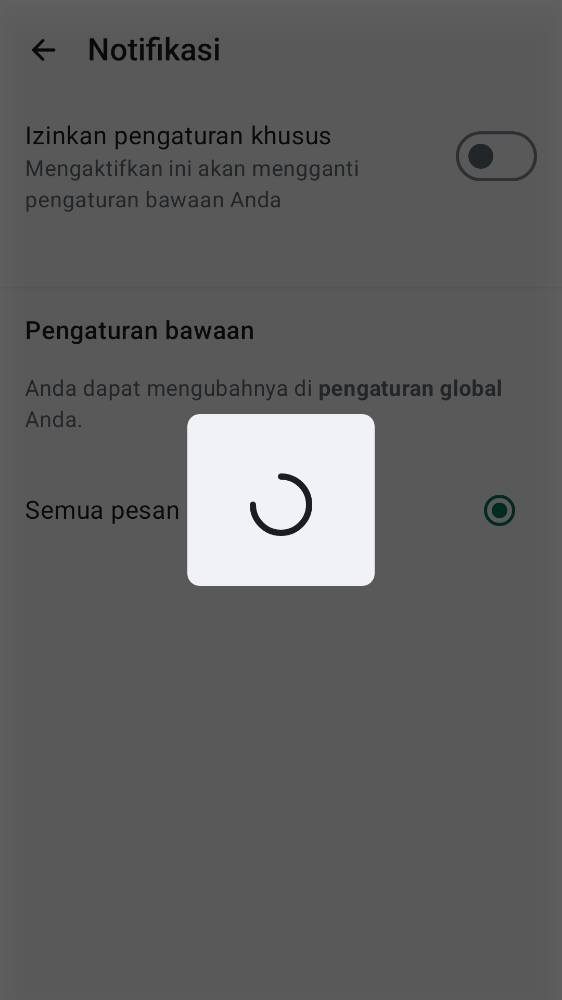 Notifikasi
Izinkan pengaturan khusus
Mengaktifkan ini akan mengganti
pengaturan bawaan Anda
Pengaturan bawaan
Anda dapat mengubahnya di pengaturan global
Anda.
Semua pesan